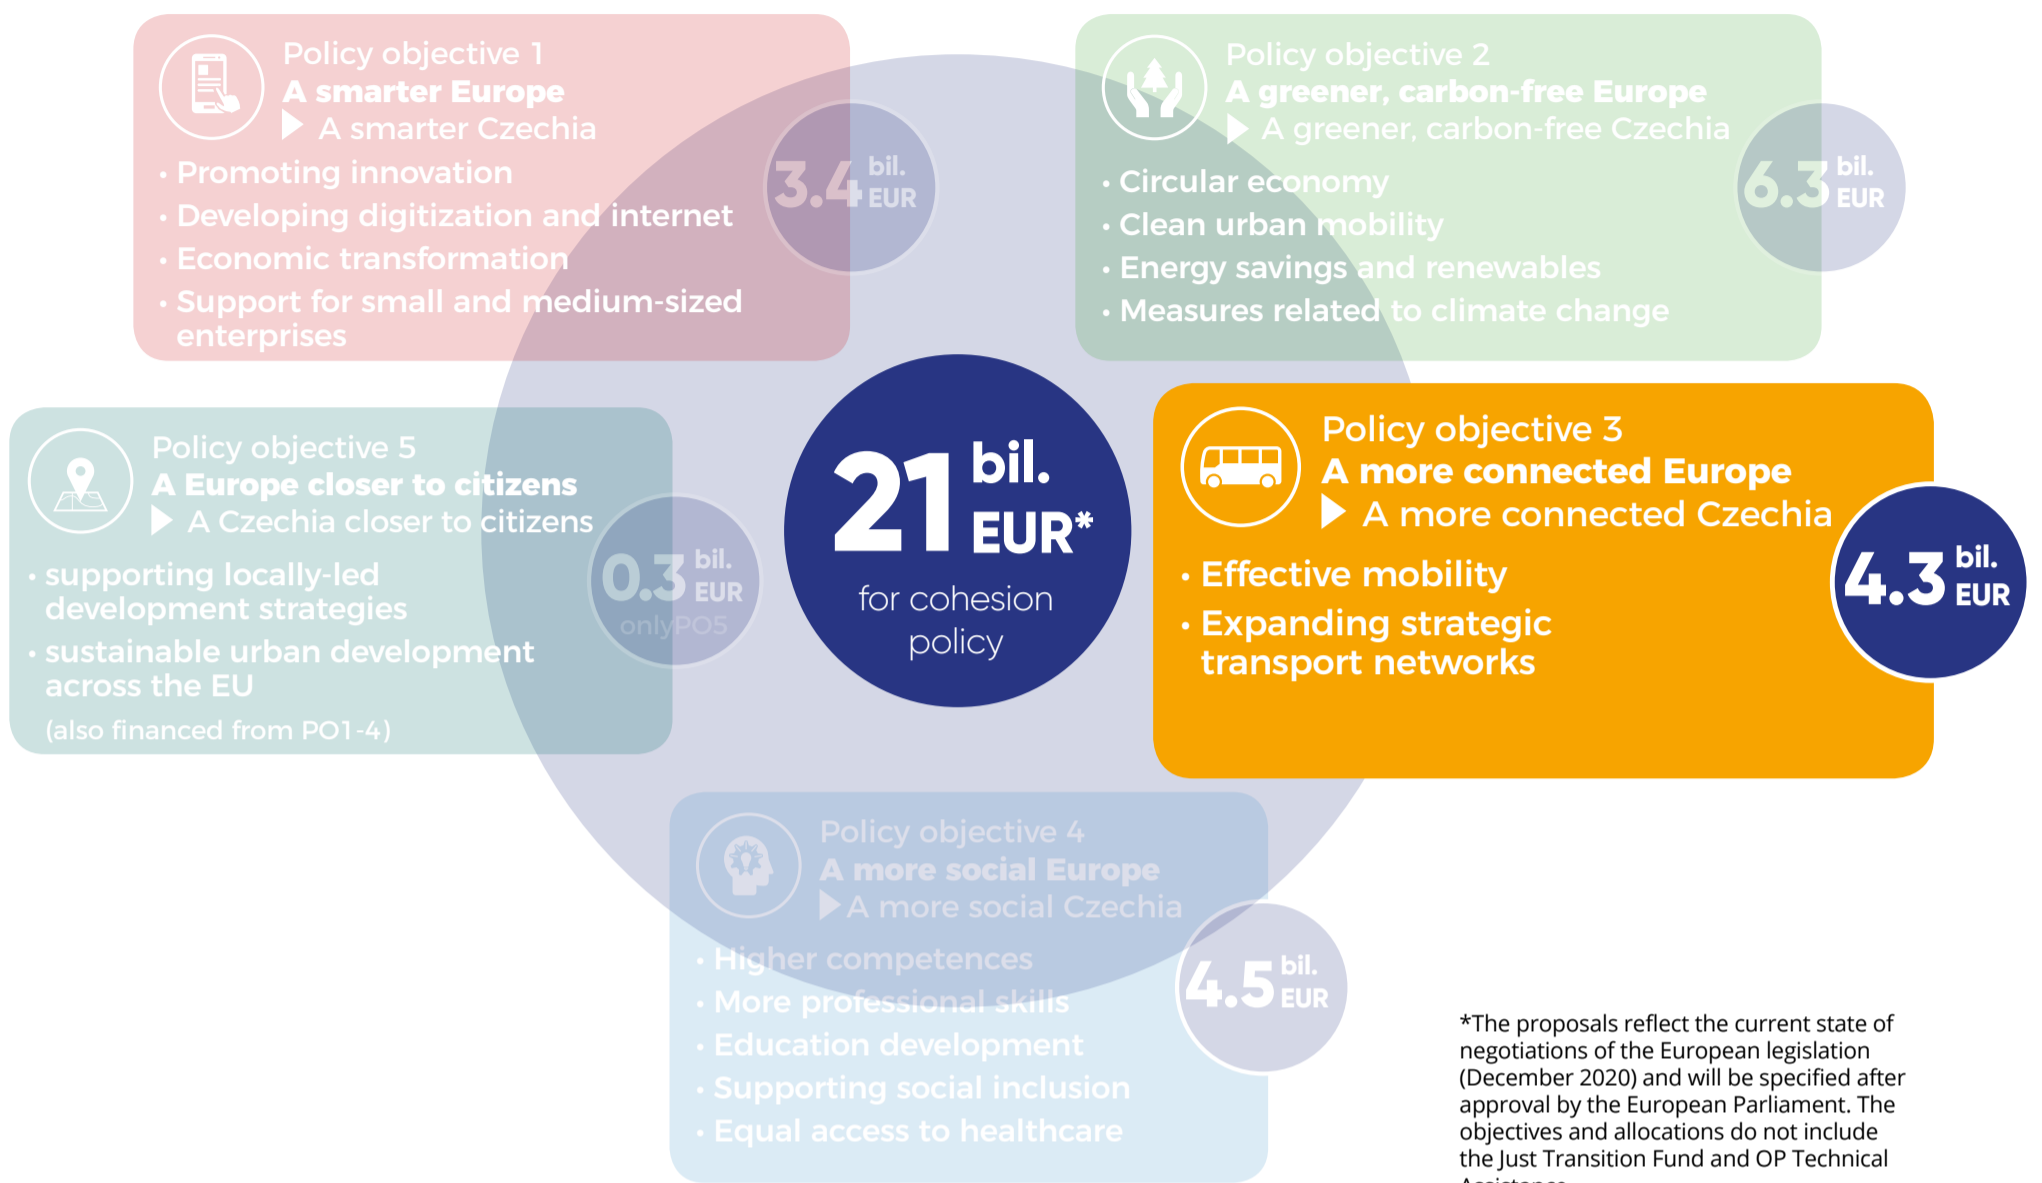 Policy objective 1
A smarter Europe
A smarter Czechia
• Promoting innovation
• Developing digitization and internet
• Economic transformation
• Support for small and medium-sized
enterprises
3.4 bil.
EUR
Policy objective 2
A greener, carbon-free Europe
A greener, carbon-free Czechia
• Circular economy
• Clean urban mobility
• Energy savings and renewables
• Measures related to climate change
6.3 bil.
EUR
Policy objective 5
A Europe closer to citizens
A Czechia closer to citizens
• supporting locally-led
development strategies
• sustainable urban development
across the EU
(also financed from PO1-4)
0.3 bil.
EUR
onlyPO5
21 bil.
EUR*
for cohesion
policy
Policy objective 3
A more connected Europe
A more connected Czechia
• Effective mobility
• Expanding strategic
transport networks
4.3 bil.
EUR
Policy objective 4
A more social Europe
A more social Czechia
• Higher competences
• More professional skills
• Education development
• Supporting social inclusion
• Equal access to healthcare
4.5 bil.
EUR
*The proposals reflect the current state of
negotiations of the European legislation
(December 2020) and will be specified after
approval by the European Parliament. The
objectives and allocations do not include
the Just Transition Fund and OP Technical